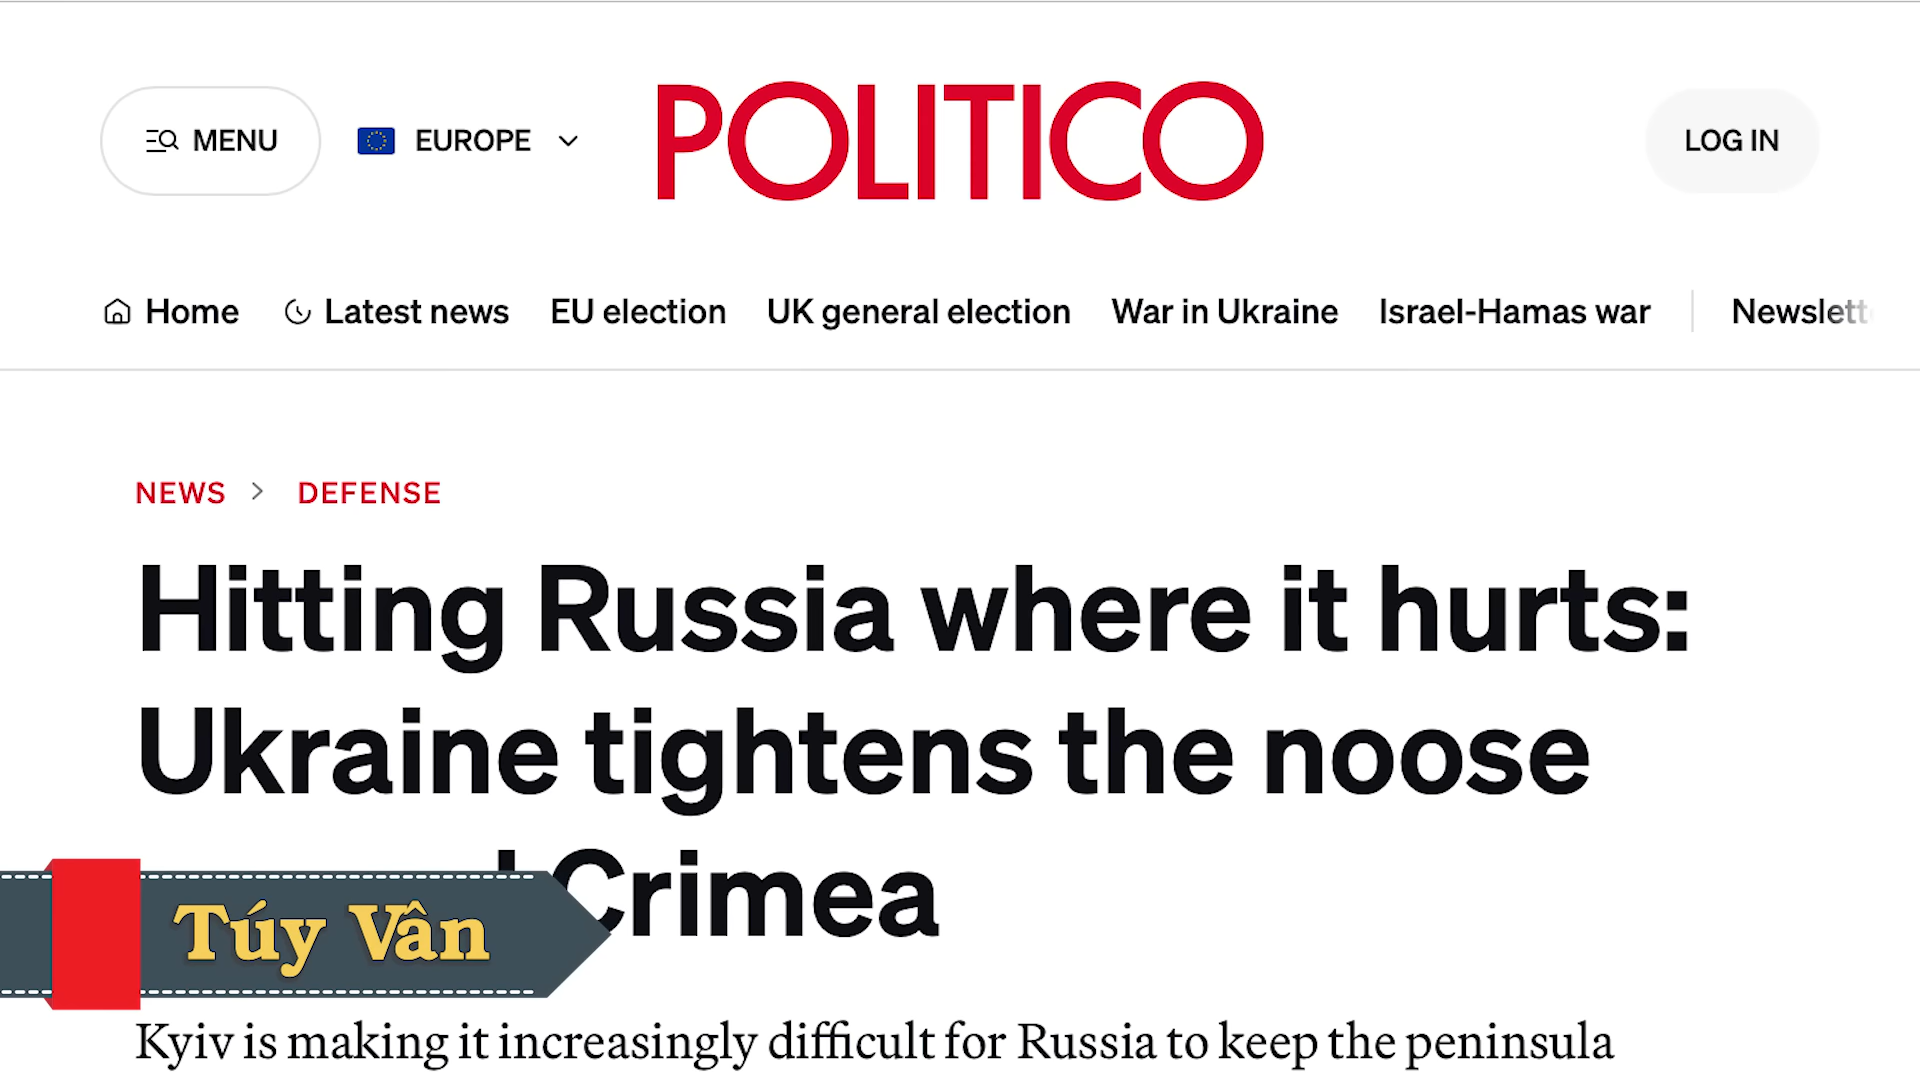 MENU
EUROPE
POLITICO
LOG IN
Home
Latest news
EU election
UK general election
War in Ukraine
Israel-Hamas war
Newslett
NEWS > DEFENSE
Hitting Russia where it hurts:
Ukraine tightens the noose
Crimea
Túy Vân
Kyiv is making it increasingly difficult for Russia to keep the peninsula